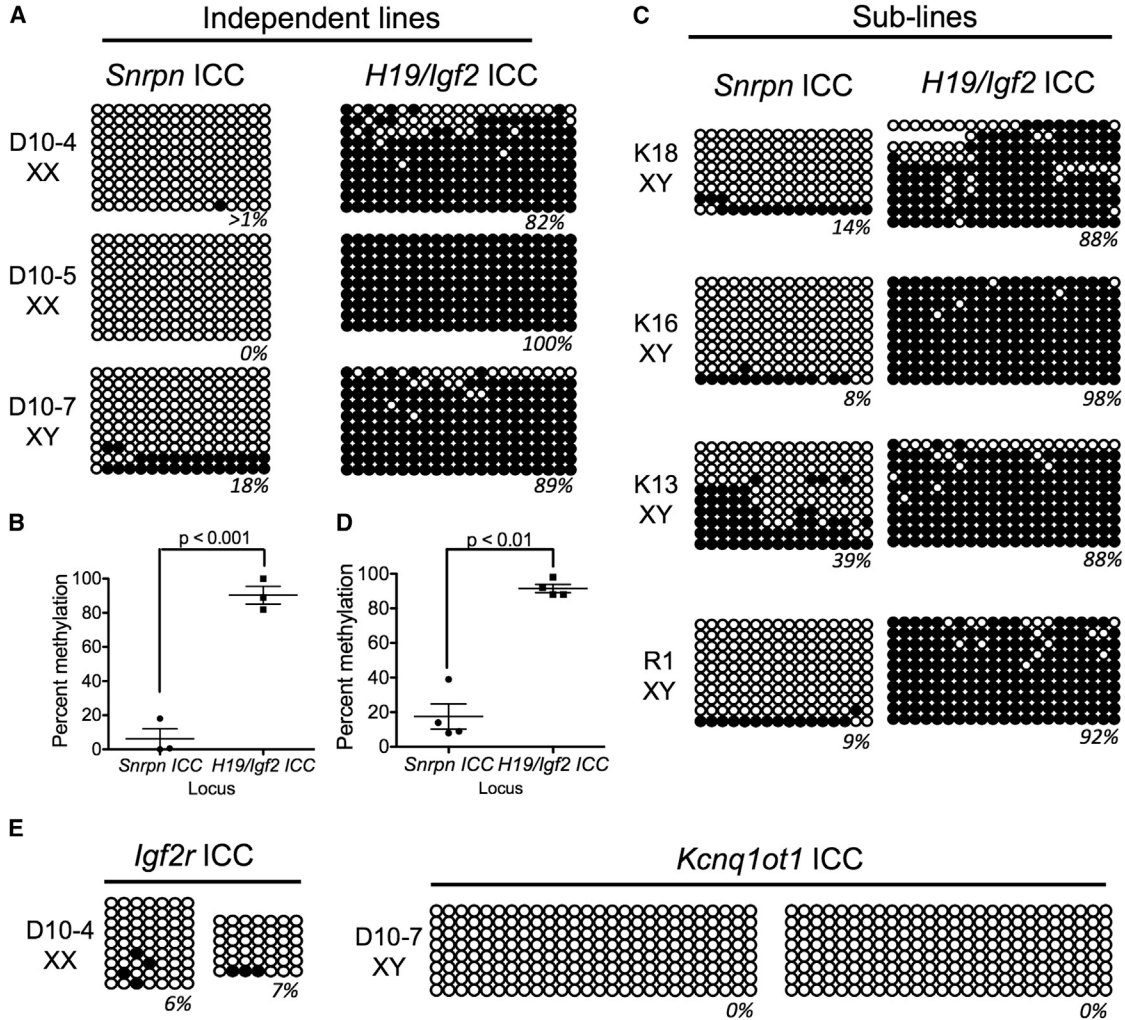 A
Independent lines
Snrpn ICC
H19/Igf2 ICC
D10-4
XX
>1%
82%
D10-5
XX
0%
100%
D10-7
XY
18%
89%
C
Sub-lines
Snrpn ICC
H19/Igf2 ICC
K18
XY
14%
88%
K16
XY
8%
98%
K13
XY
39%
88%
R1
XY
9%
92%
B
p < 0.001
Percent methylation
100
80
60
40
20
0
Snrpn ICC
H19/Igf2 ICC
Locus
D
p < 0.01
Percent methylation
100
80
60
40
20
0
Snrpn ICC
H19/Igf2 ICC
Locus
E
Igf2r ICC
Kcnq1ot1 ICC
D10-4
XX
6%
7%
D10-7
XY
0%
0%